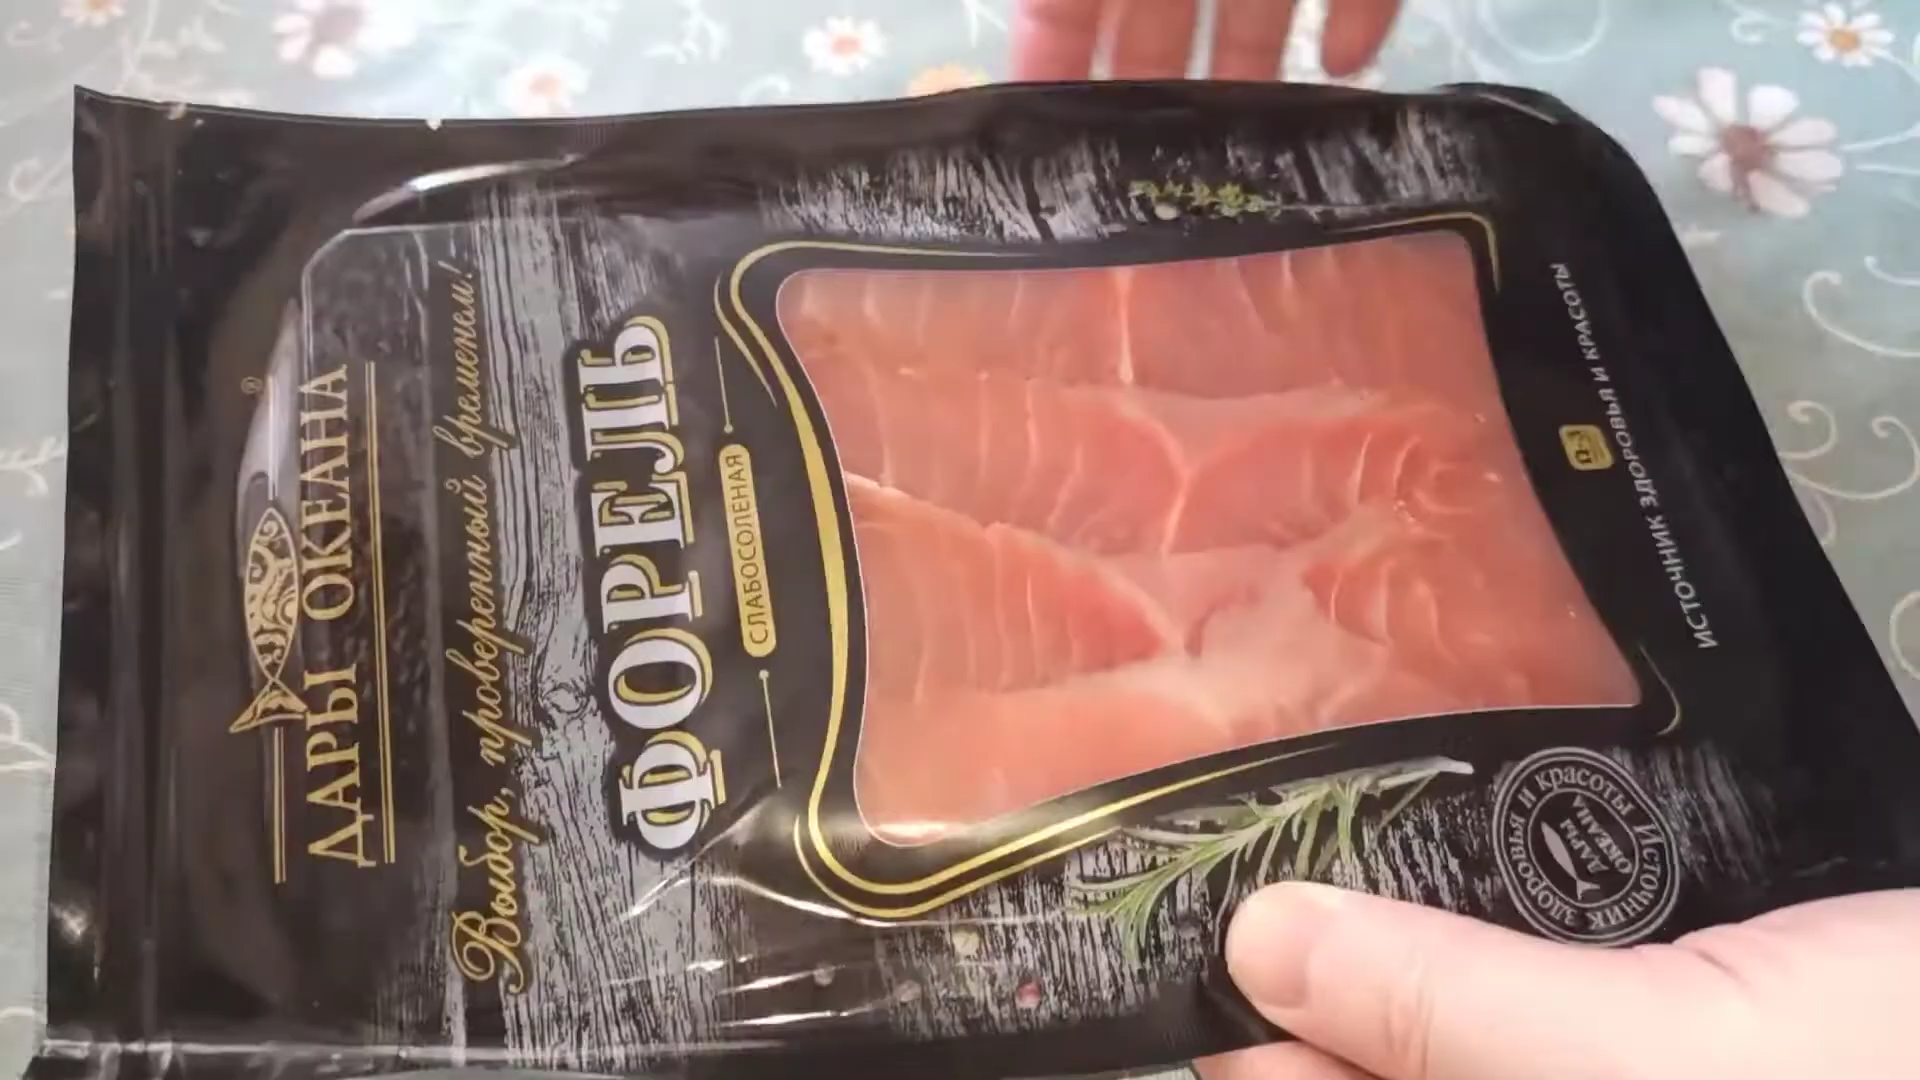 ®
ДАРЫ ОКЕАНА
Выбор, проверенный временем!
ФОРЕЛЬ
СЛАБОСОЛЕНАЯ
ИСТОЧНИК ЗДОРОВЬЯ И КРАСОТЫ
Источник здоровья и красоты
ДАРЫ
ОКЕАНА